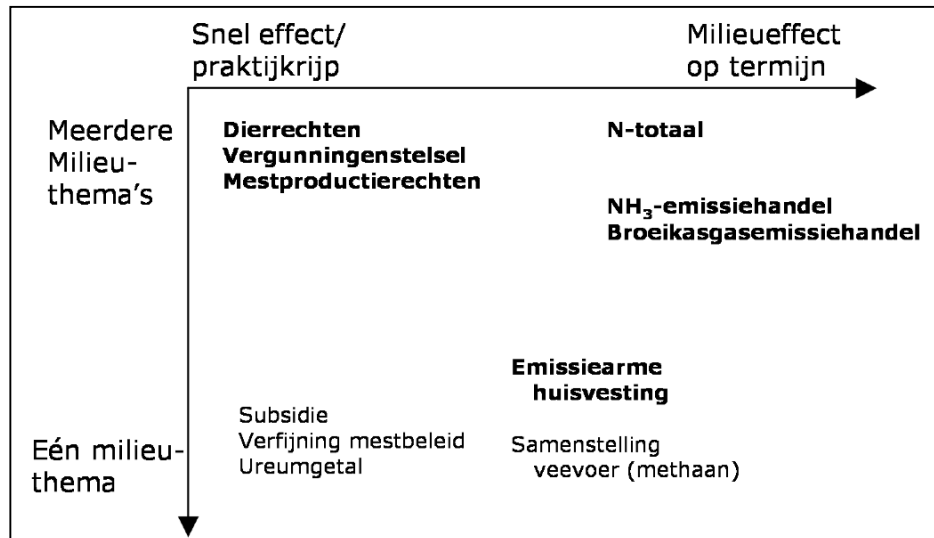 Snel effect/
praktijkrijp
Milieueffect
op termijn
Meerdere
Milieu-
thema's
Dierrechten
Vergunningenstelsel
Mestproductierechten
N-totaal
NH₃-emissiehandel
Broeikasgasemissiehandel
Eén milieu-
thema
Subsidie
Verfijning mestbeleid
Ureumgetal
Emissiearme
huisvesting
Samenstelling
veevoer (methaan)